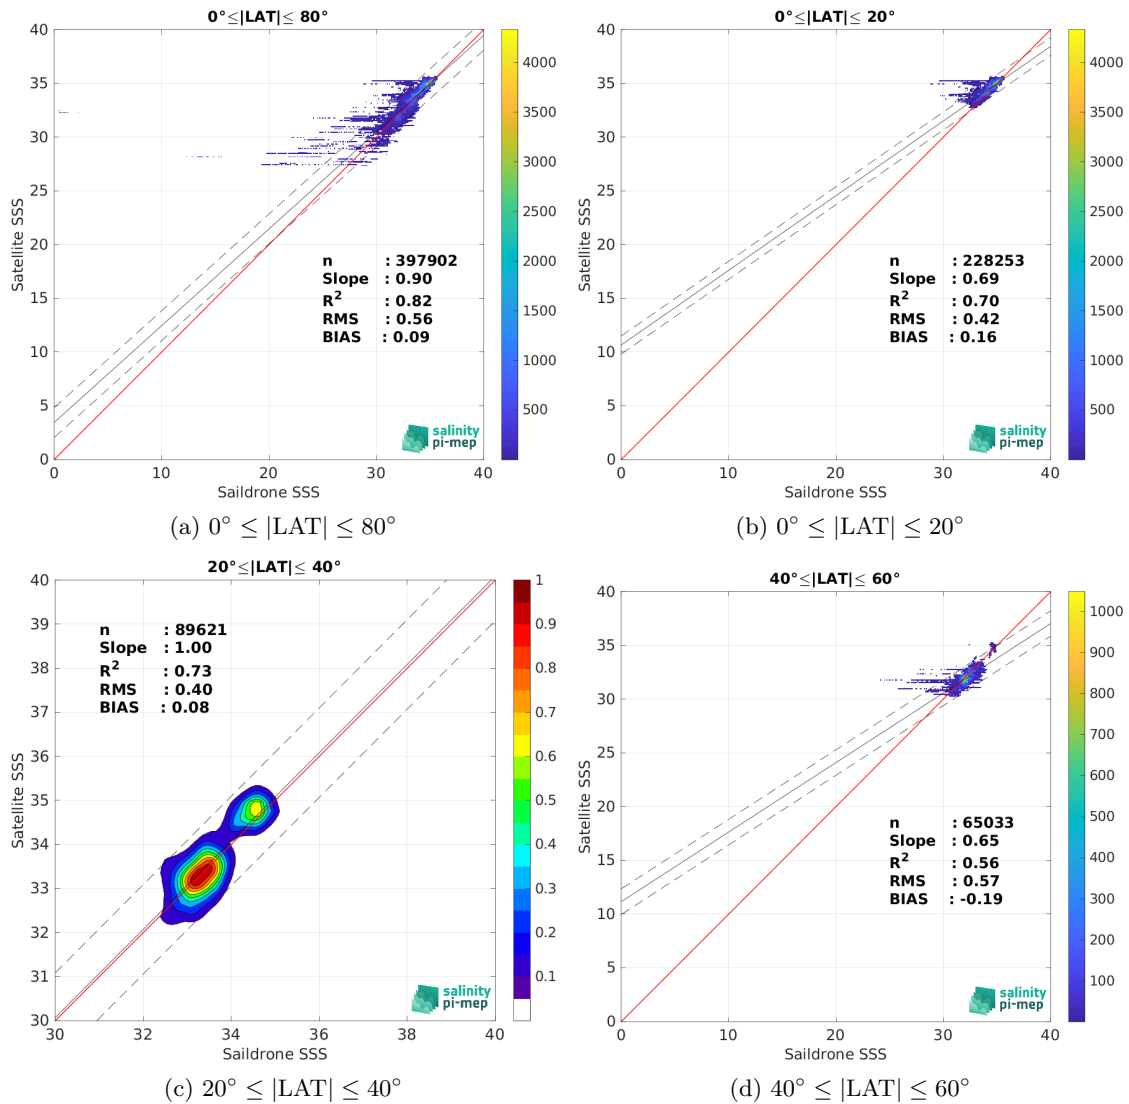 0°≤|LAT|≤ 80°
40
35
30
25
20
15
10
5
0
Satellite SSS
n : 397902
Slope : 0.90
R² : 0.82
RMS : 0.56
BIAS : 0.09
salinity
pi-mep
0 10 20 30 40
Saildrone SSS
4000
3500
3000
2500
2000
1500
1000
500
(a) 0° ≤ |LAT| ≤ 80°
0°≤|LAT|≤ 20°
40
35
30
25
20
15
10
5
0
Satellite SSS
n : 228253
Slope : 0.69
R² : 0.70
RMS : 0.42
BIAS : 0.16
salinity
pi-mep
0 10 20 30 40
Saildrone SSS
4000
3500
3000
2500
2000
1500
1000
500
(b) 0° ≤ |LAT| ≤ 20°
20°≤|LAT|≤ 40°
40
39
38
37
36
35
34
33
32
31
30
Satellite SSS
n : 89621
Slope : 1.00
R² : 0.73
RMS : 0.40
BIAS : 0.08
salinity
pi-mep
30 32 34 36 38 40
Saildrone SSS
1
0.9
0.8
0.7
0.6
0.5
0.4
0.3
0.2
0.1
(c) 20° ≤ |LAT| ≤ 40°
40°≤|LAT|≤ 60°
40
35
30
25
20
15
10
5
0
Satellite SSS
n : 65033
Slope : 0.65
R² : 0.56
RMS : 0.57
BIAS : -0.19
salinity
pi-mep
0 10 20 30 40
Saildrone SSS
1000
900
800
700
600
500
400
300
200
100
(d) 40° ≤ |LAT| ≤ 60°